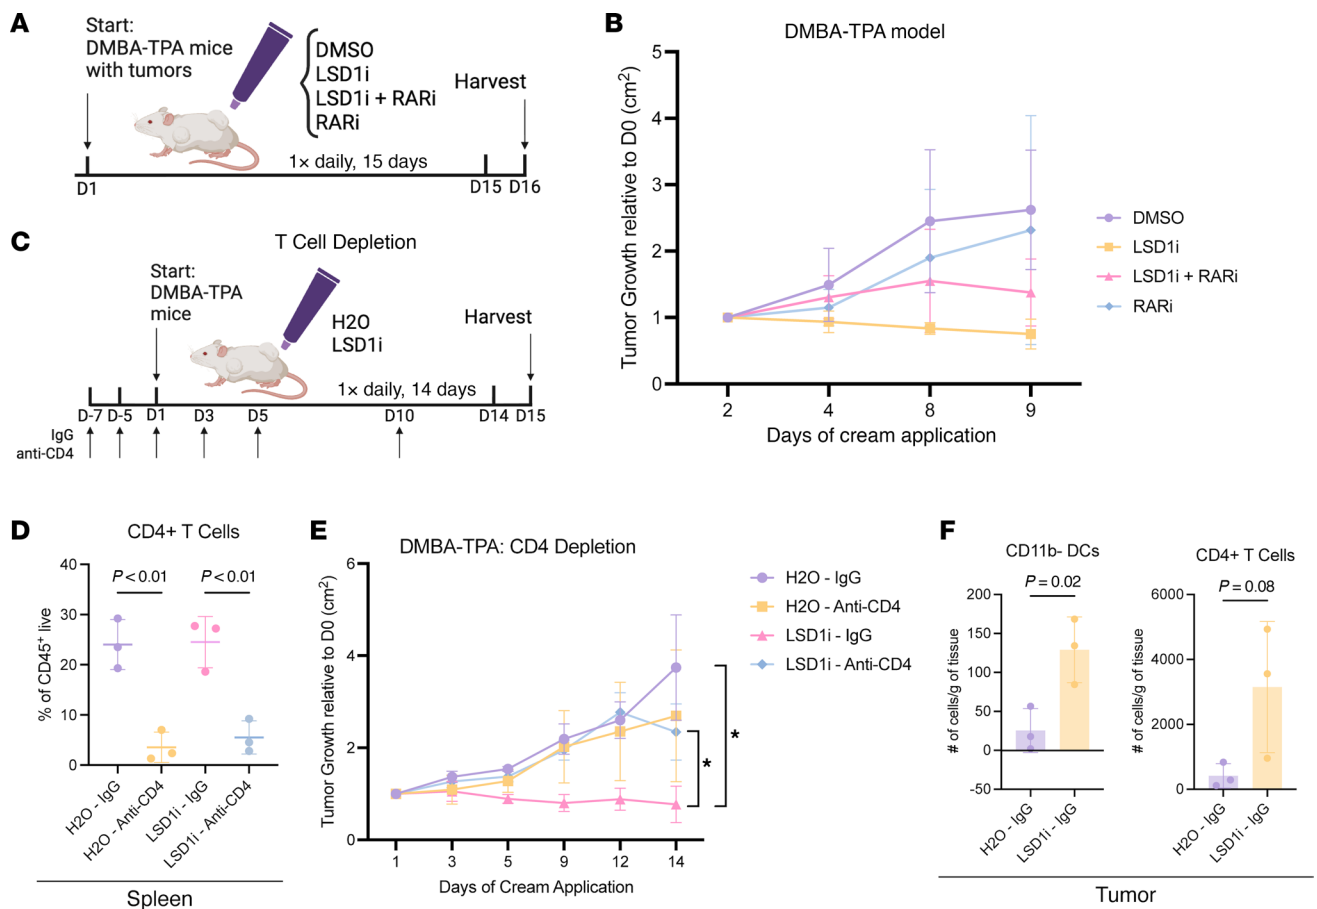 A
Start:
DMBA-TPA mice
with tumors
DMSO
LSD1i
LSD1i + RARi
RARi
Harvest
1× daily, 15 days
D1
D15 D16
B
DMBA-TPA model
Tumor Growth relative to D0 (cm2)
5
4
3
2
1
0
2 4 8 9
Days of cream application
DMSO
LSD1i
LSD1i + RARi
RARi
C
T Cell Depletion
Start:
DMBA-TPA
mice
H2O
LSD1i
Harvest
1× daily, 14 days
D-7 D-5 D1 D3 D5 D10 D14 D15
IgG
anti-CD4
D
CD4+ T Cells
P < 0.01 P < 0.01
% of CD45+ live
40
30
20
10
0
H2O - IgG
H2O - Anti-CD4
LSD1i - IgG
LSD1i - Anti-CD4
Spleen
E
DMBA-TPA: CD4 Depletion
Tumor Growth relative to D0 (cm2)
6
4
2
0
1 3 5 9 12 14
Days of Cream Application
H2O - IgG
H2O - Anti-CD4
LSD1i - IgG
LSD1i - Anti-CD4
*
*
F
CD11b- DCs
P = 0.02
# of cells/g of tissue
200
150
100
50
0
-50
H2O - IgG
LSD1i - IgG
CD4+ T Cells
P = 0.08
# of cells/g of tissue
6000
4000
2000
0
H2O - IgG
LSD1i - IgG
Tumor